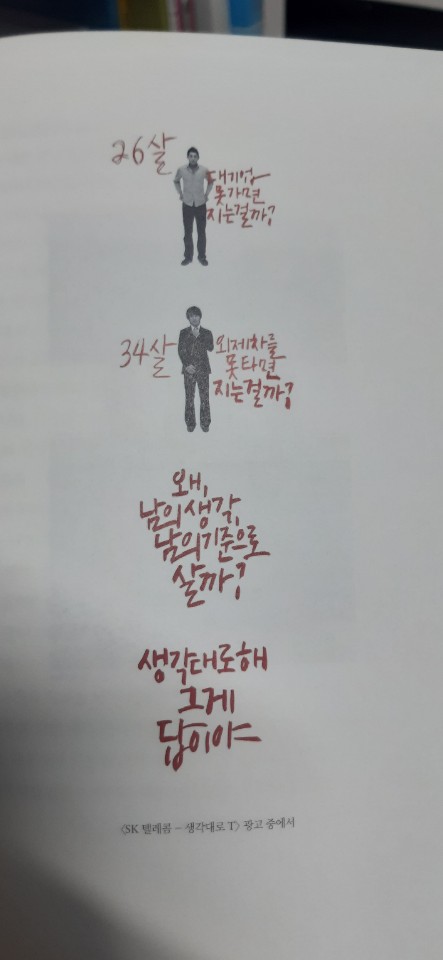 26살
대기업
못가면
지는걸까?
34살
외제차를
못타면
지는걸까?
왜,
남의 생각,
남의 기준으로
살까?
생각대로해
그게
답이야
〈SK 텔레콤 – 생각대로 T〉 광고 중에서